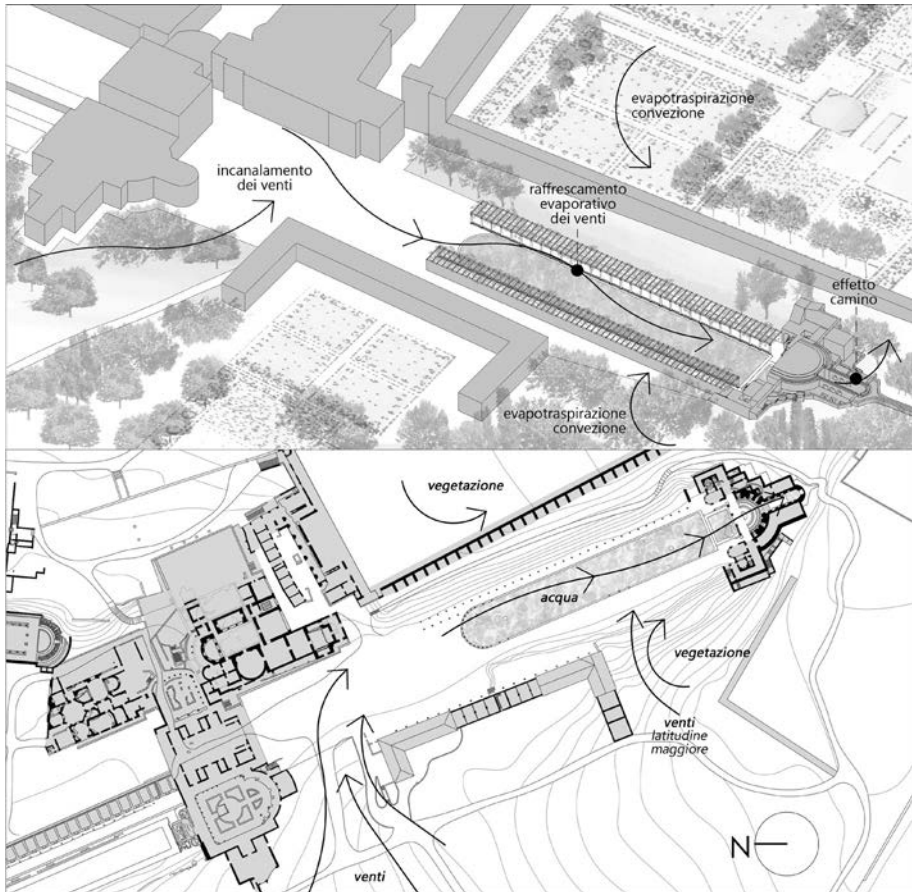 evapotraspirazione
convezione
incanalamento
dei venti
raffrescamento
evaporativo
dei venti
effetto
camino
evapotraspirazione
convezione
vegetazione
acqua
vegetazione
venti
latitudine
maggiore
N
venti